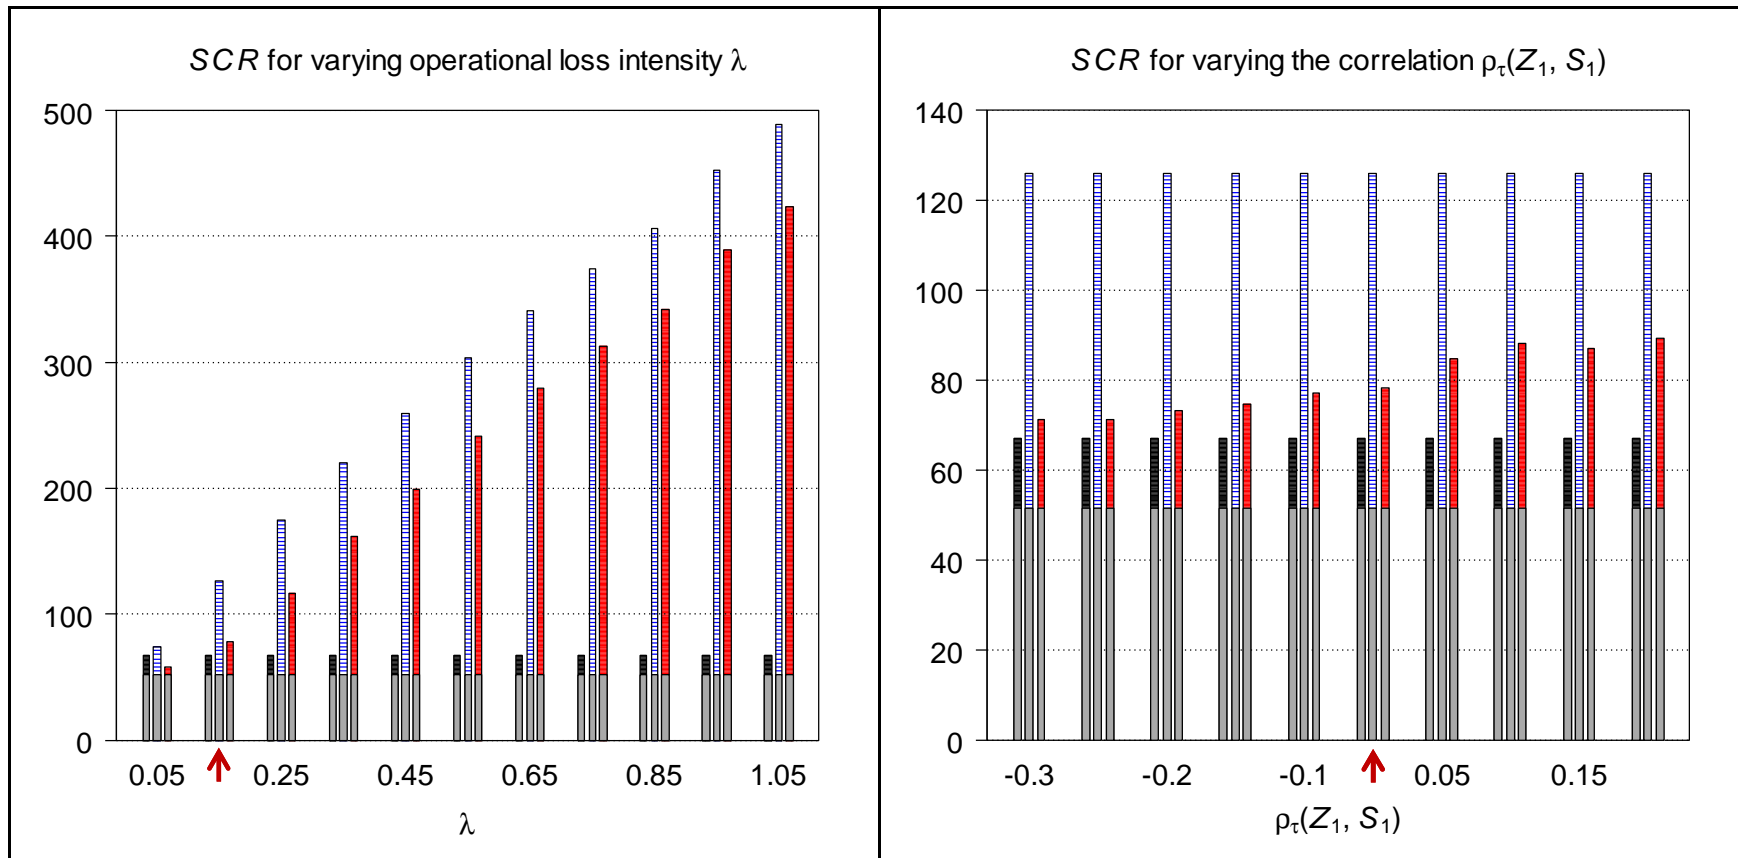 SCR for varying operational loss intensity λ
500
400
300
200
100
0
0.05 0.25 0.45 0.65 0.85 1.05
λ
SCR for varying the correlation ρτ(Z1, S1)
140
120
100
80
60
40
20
0
-0.3 -0.2 -0.1 0.05 0.15
ρτ(Z1, S1)